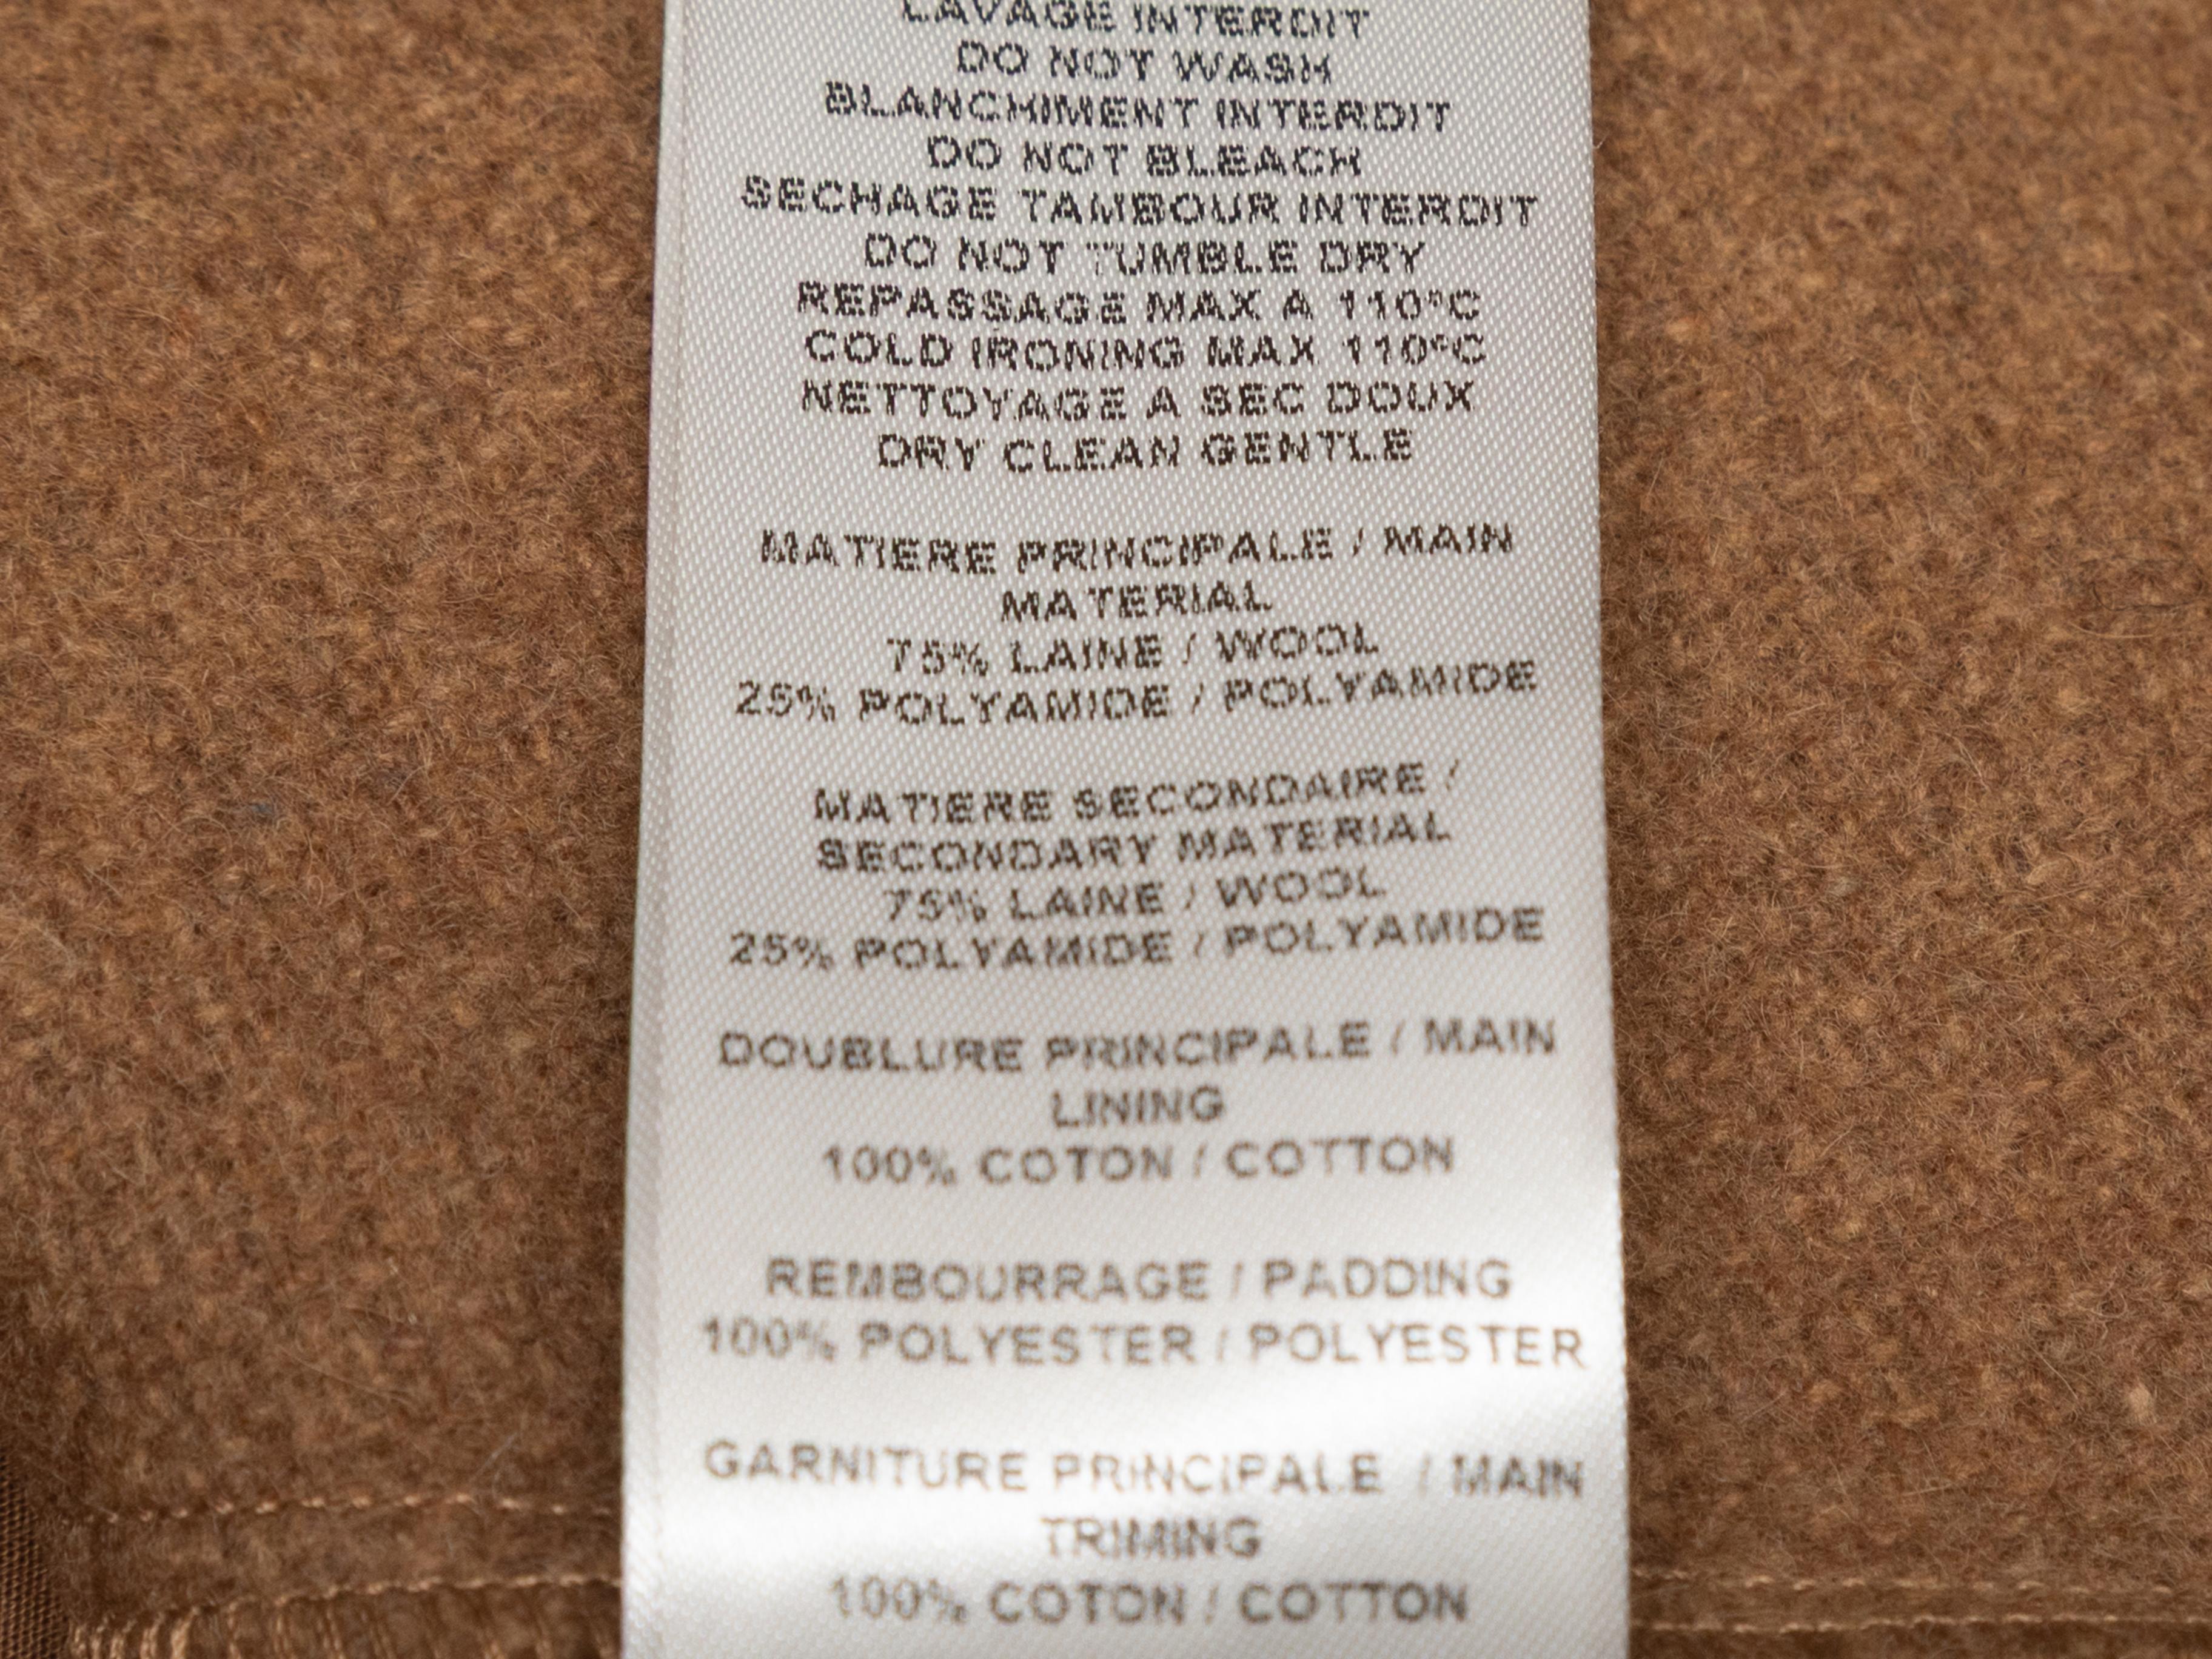 LAVAGE INTERDIT
DO NOT WASH
BLANCHIMENT INTERDIT
DO NOT BLEACH
SECHAGE TAMBOUR INTERDIT
DO NOT TUMBLE DRY
REPASSAGE MAX A 110°C
COLD IRONING MAX 110°C
NETTOYAGE A SEC DOUX
DRY CLEAN GENTLE
MATIERE PRINCIPALE / MAIN
MATERIAL
75% LAINE / WOOL
25% POLYAMIDE / POLYAMIDE
MATIERE SECONDAIRE /
SECONDARY MATERIAL
75% LAINE / WOOL
25% POLYAMIDE / POLYAMIDE
DOUBLURE PRINCIPALE / MAIN
LINING
100% COTON / COTTON
REMBOURRAGE / PADDING
100% POLYESTER / POLYESTER
GARNITURE PRINCIPALE / MAIN
TRIMING
100% COTON / COTTON